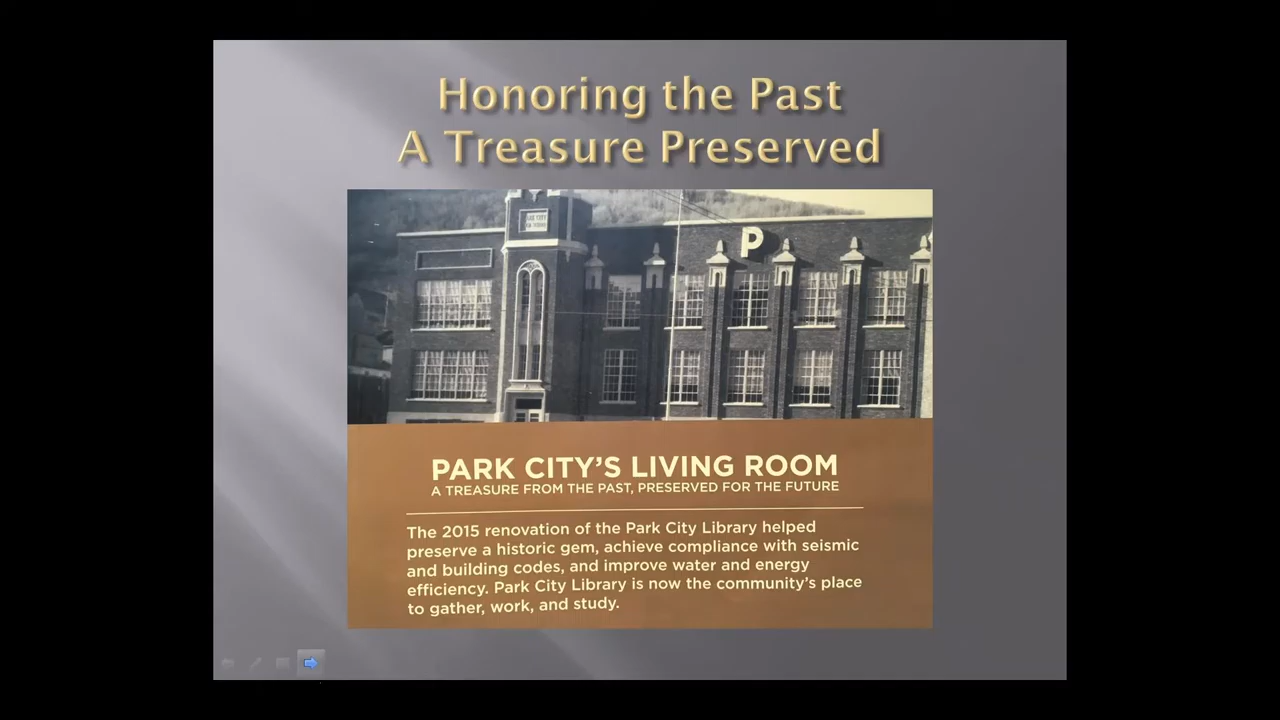 Honoring the Past
A Treasure Preserved
P
PARK CITY'S LIVING ROOM
A TREASURE FROM THE PAST, PRESERVED FOR THE FUTURE
The 2015 renovation of the Park City Library helped
preserve a historic gem, achieve compliance with seismic
and building codes, and improve water and energy
efficiency. Park City Library is now the community's place
to gather, work, and study.